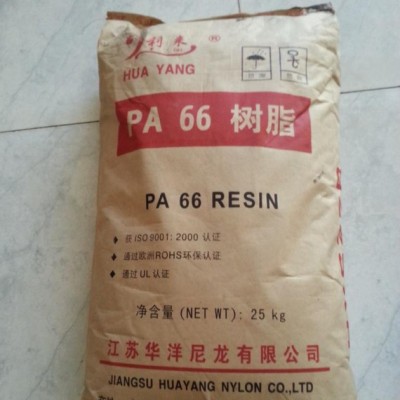 利来
HUA YANG
PA 66 树脂
PA 66 RESIN
获ISO9001: 2000 认证
通过欧洲ROHS环保认证
通过UL认证
净含量 (NET WT): 25 kg
江苏华洋尼龙有限公司
JIANGSU HUAYANG NYLON CO.,LTD